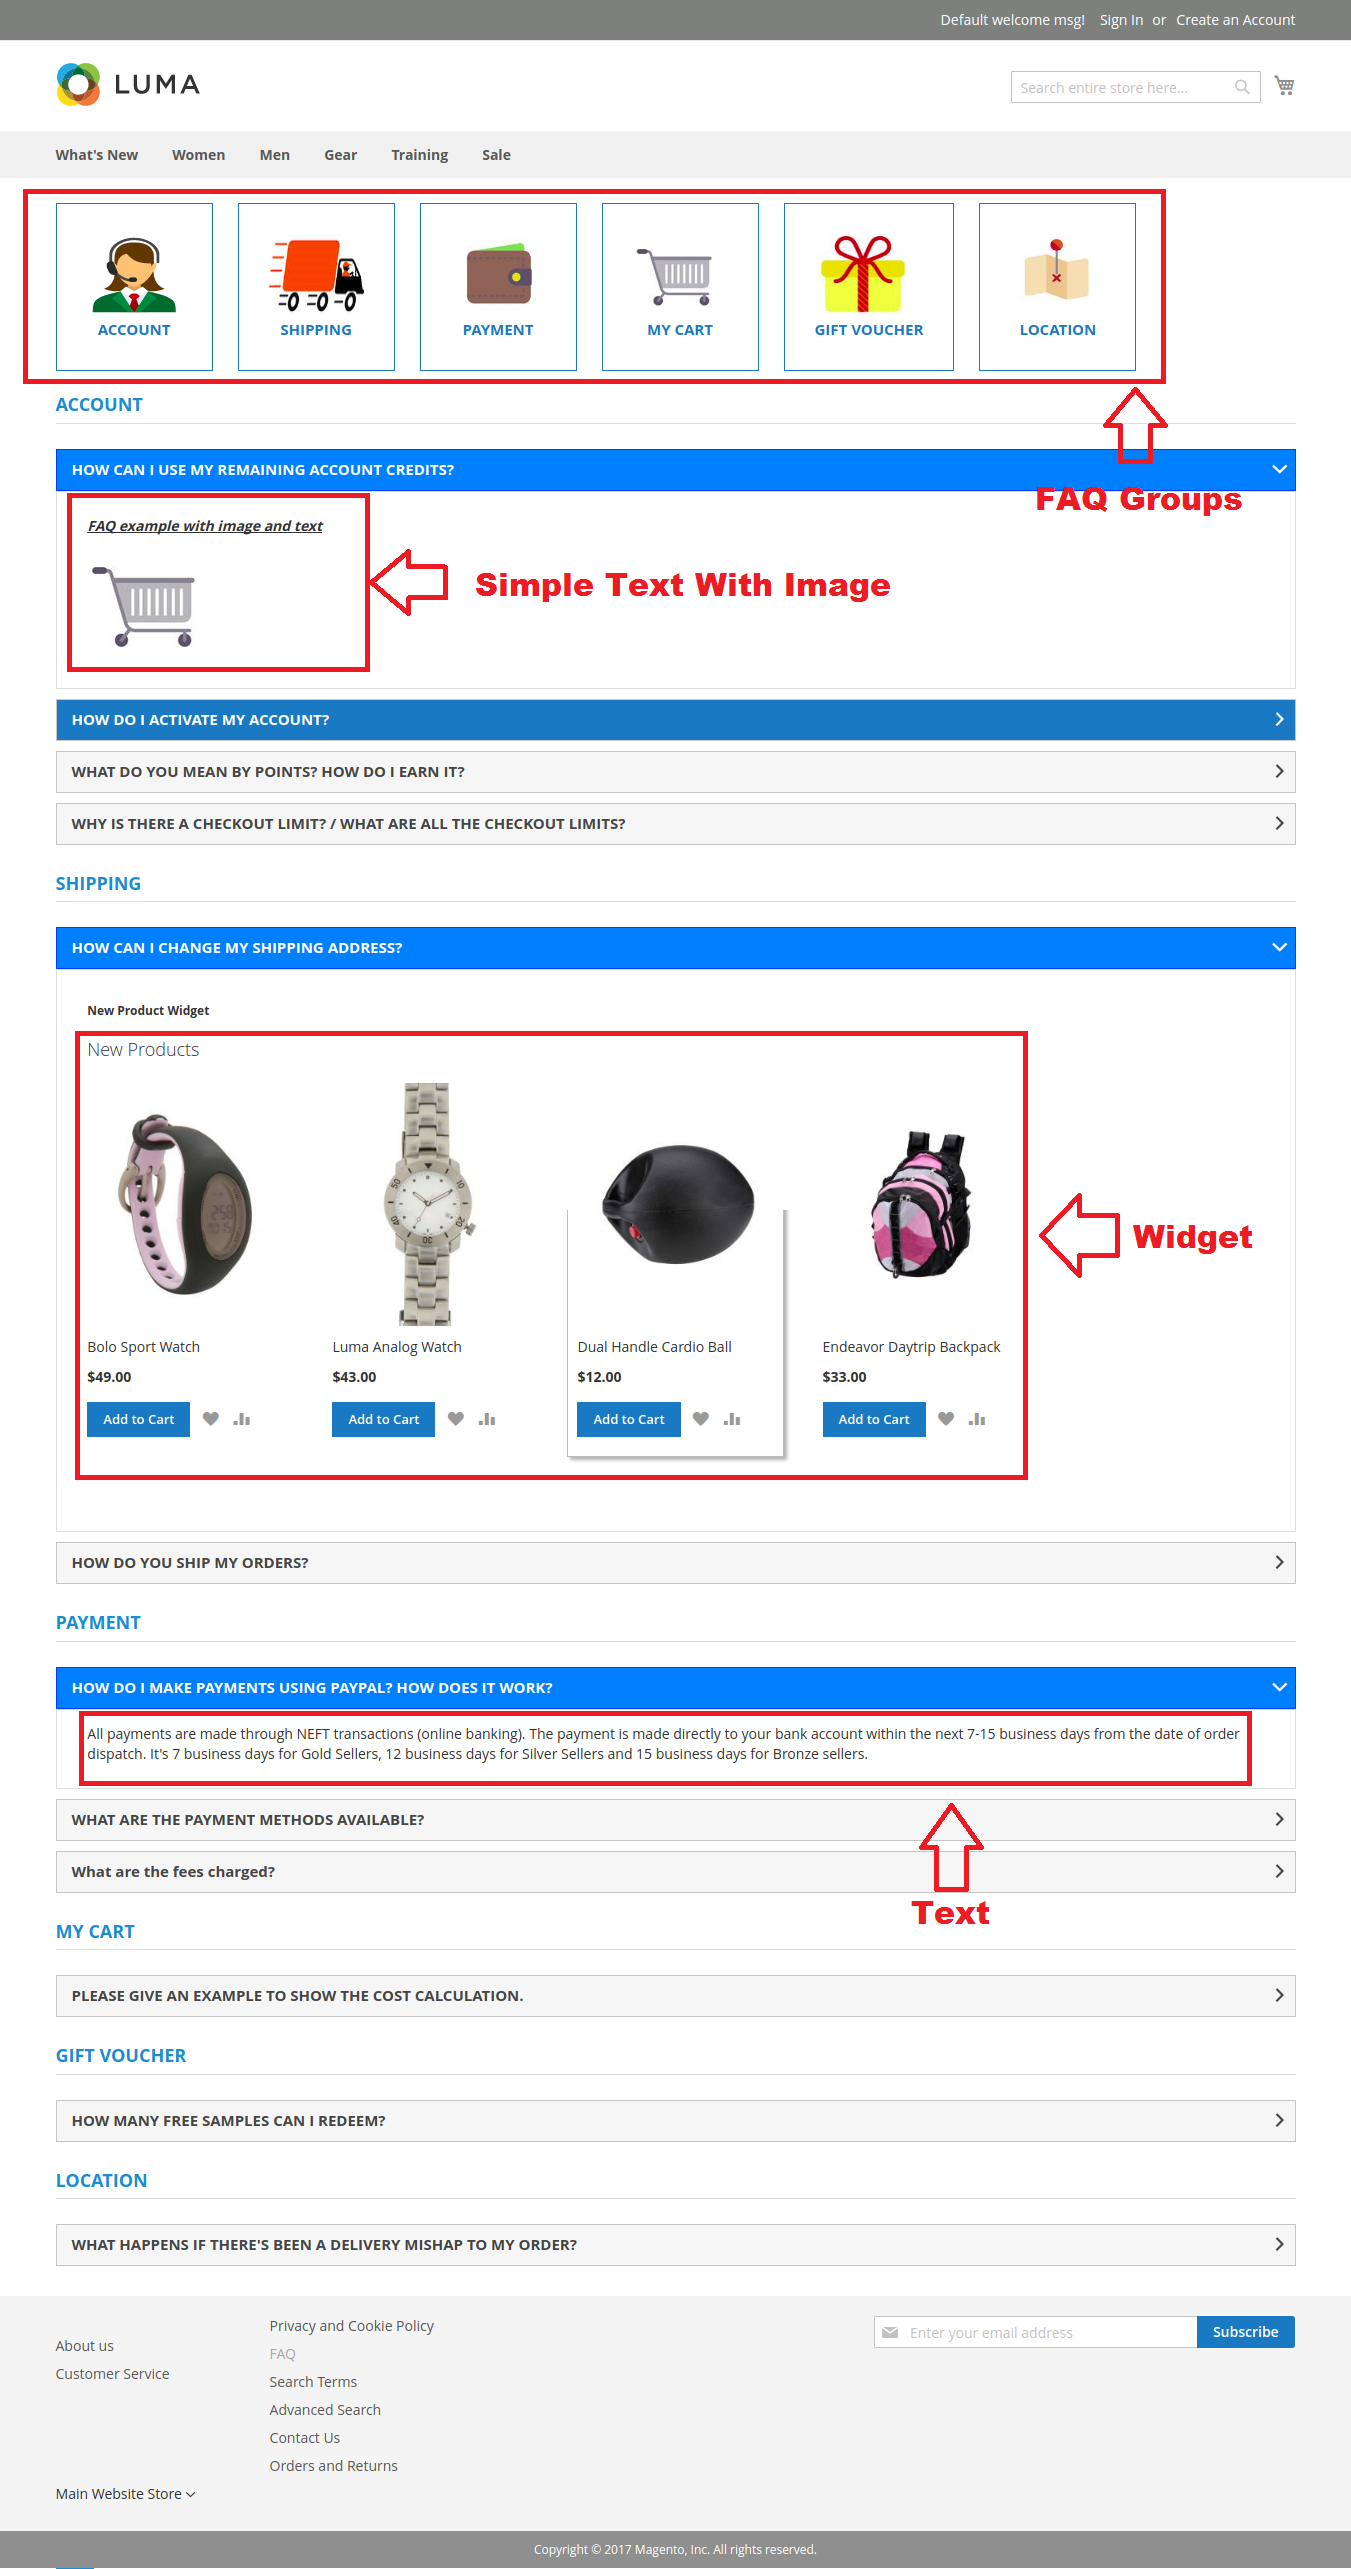 Default welcome msg! Sign In or Create an Account
LUMA
Search entire store here...
What's New Women Men Gear Training Sale
ACCOUNT SHIPPING PAYMENT MY CART GIFT VOUCHER LOCATION
ACCOUNT
HOW CAN I USE MY REMAINING ACCOUNT CREDITS?
FAQ Groups
FAQ example with image and text
Simple Text With Image
HOW DO I ACTIVATE MY ACCOUNT?
WHAT DO YOU MEAN BY POINTS? HOW DO I EARN IT?
WHY IS THERE A CHECKOUT LIMIT? / WHAT ARE ALL THE CHECKOUT LIMITS?
SHIPPING
HOW CAN I CHANGE MY SHIPPING ADDRESS?
New Product Widget
New Products
Widget
Bolo Sport Watch Luma Analog Watch Dual Handle Cardio Ball Endeavor Daytrip Backpack
$49.00 $43.00 $12.00 $33.00
Add to Cart Add to Cart Add to Cart Add to Cart
HOW DO YOU SHIP MY ORDERS?
PAYMENT
HOW DO I MAKE PAYMENTS USING PAYPAL? HOW DOES IT WORK?
All payments are made through NEFT transactions (online banking). The payment is made directly to your bank account within the next 7-15 business days from the date of order
dispatch. It's 7 business days for Gold Sellers, 12 business days for Silver Sellers and 15 business days for Bronze sellers.
WHAT ARE THE PAYMENT METHODS AVAILABLE?
What are the fees charged?
Text
MY CART
PLEASE GIVE AN EXAMPLE TO SHOW THE COST CALCULATION.
GIFT VOUCHER
HOW MANY FREE SAMPLES CAN I REDEEM?
LOCATION
WHAT HAPPENS IF THERE'S BEEN A DELIVERY MISHAP TO MY ORDER?
About us
Customer Service
Privacy and Cookie Policy
FAQ
Search Terms
Advanced Search
Contact Us
Orders and Returns
Enter your email address Subscribe
Main Website Store
Copyright © 2017 Magento, Inc. All rights reserved.